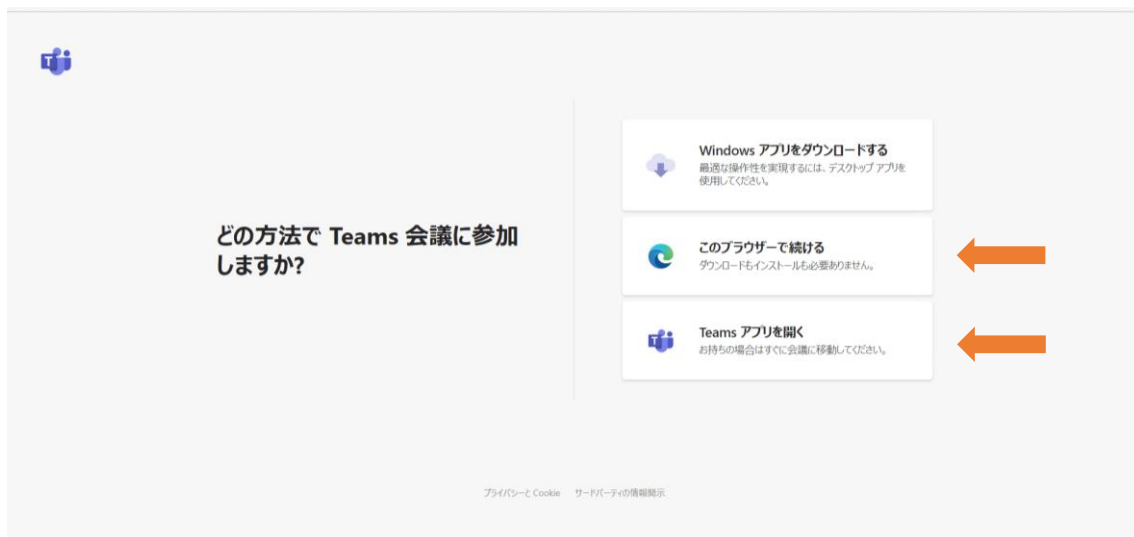 どの方法で Teams 会議に参加
しますか?
Windows アプリをダウンロードする
最適な操作性を実現するには、デスクトップ アプリを
使用してください。
このブラウザーで続ける
ダウンロードもインストールも必要ありません。
Teams アプリを開く
お持ちの場合はすぐに会議に移動してください。
プライバシーと Cookie サードパーティの情報開示